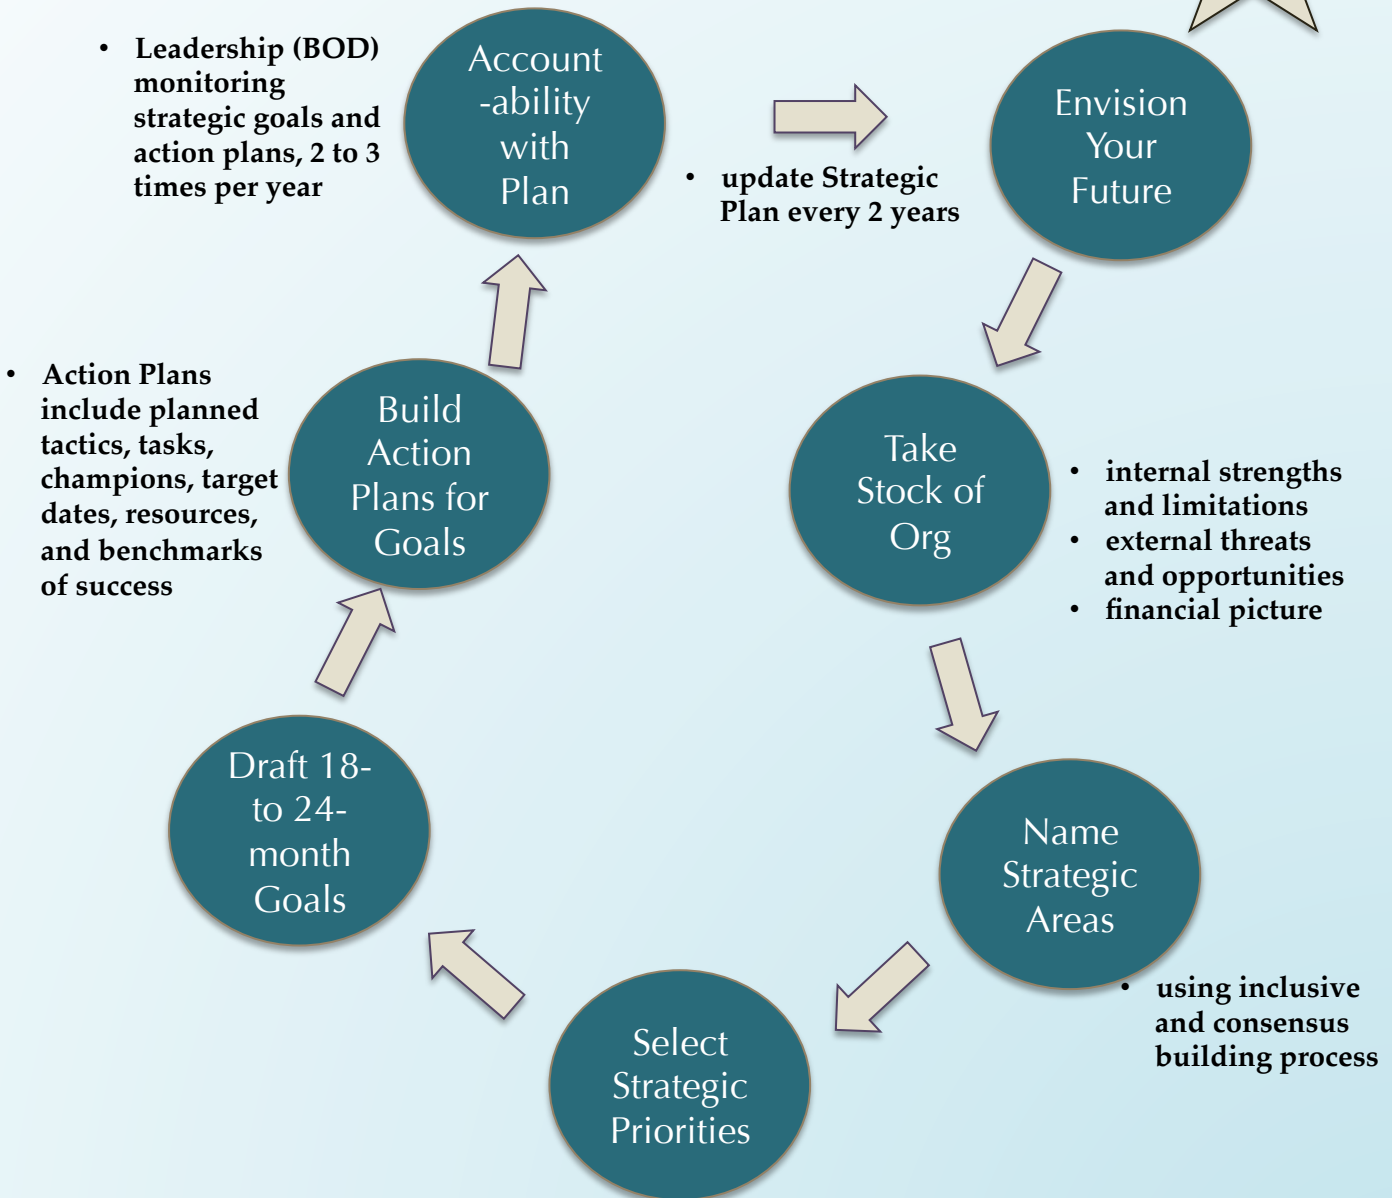 • Leadership (BOD)
monitoring
strategic goals and
action plans, 2 to 3
times per year
Account
-ability
with
Plan
• update Strategic
Plan every 2 years
Envision
Your
Future
Take
Stock of
Org
• internal strengths
and limitations
• external threats
and opportunities
• financial picture
Name
Strategic
Areas
• using inclusive
and consensus
building process
Select
Strategic
Priorities
Draft 18-
to 24-
month
Goals
Build
Action
Plans for
Goals
• Action Plans
include planned
tactics, tasks,
champions, target
dates, resources,
and benchmarks
of success